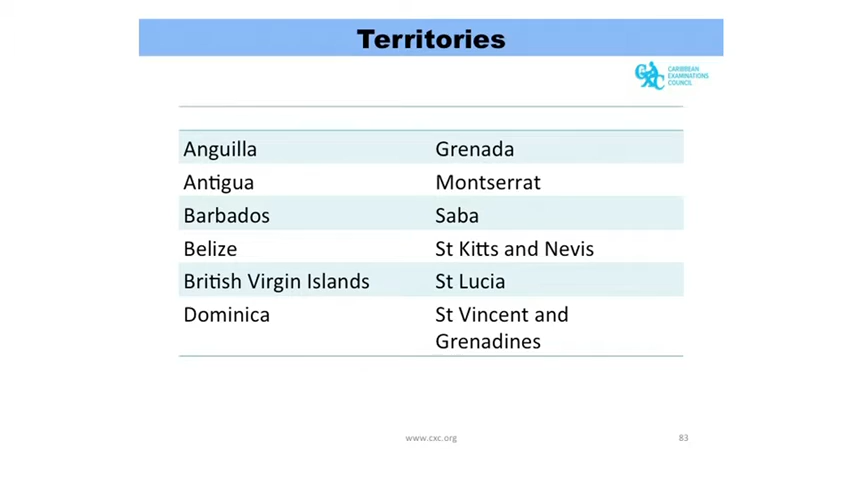 Territories
CXC
CARIBBEAN
EXAMINATIONS
COUNCIL
Anguilla Grenada
Antigua Montserrat
Barbados Saba
Belize St Kitts and Nevis
British Virgin Islands St Lucia
Dominica St Vincent and
Grenadines
www.cxc.org 83